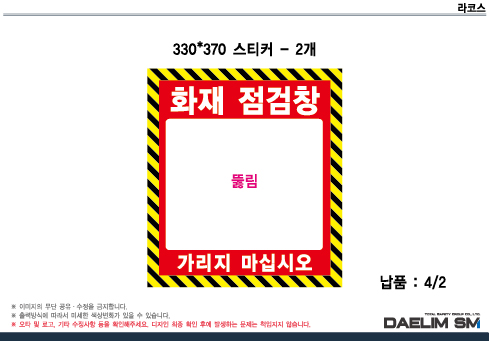 라코스
330*370 스티커 - 2개
화재 점검창
뚫림
가리지 마십시오
납품 : 4/2
※ 이미지의 무단 공유·수정을 금지합니다.
※ 출력방식에 따라서 미세한 색상변화가 있을 수 있습니다.
※ 오타 및 로고, 기타 수정사항 등을 확인해주세요. 디자인 최종 확인 후에 발생하는 문제는 책임지지 않습니다.
TOTAL SAFETY GROUP CO., LTD.
DAELIM SM